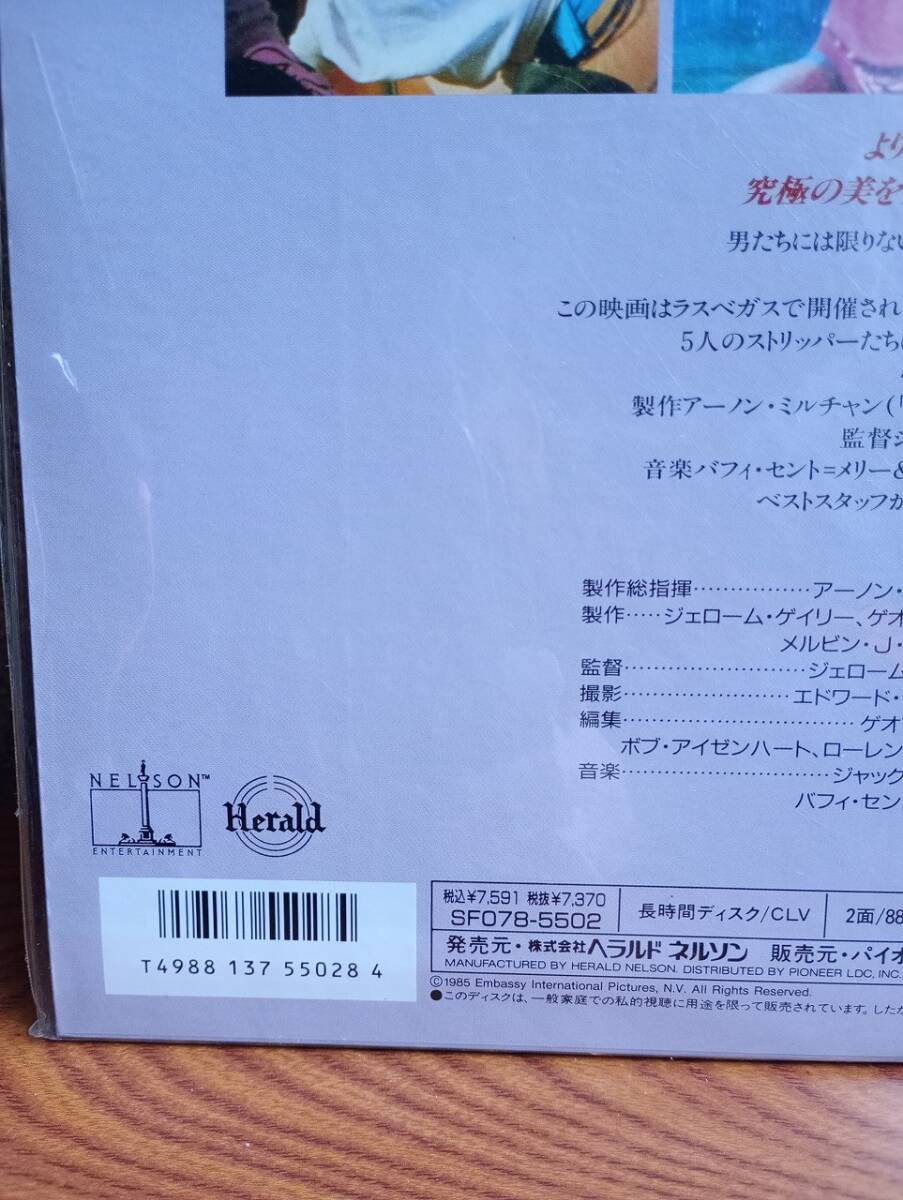 より
究極の美を
男たちには限りない
この映画はラスベガスで開催され
5人のストリッパーたち
製作アーノン・ミルチャン(「
監督ジ
音楽バフィ・セント=メリー&
ベストスタッフが
製作総指揮················アーノン・
製作·····ジェローム・ゲイリー、ゲオ
メルビン・J・
監督·························ジェローム
撮影·······················エドワード・
編集································ゲオ
ボブ・アイゼンハート、ローレン
音楽····························ジャック
バフィ・セン
NELSON™
ENTERTAINMENT
Herald
T4988 137 55028 4
税込¥7,591 税抜¥7,370
SF078-5502
長時間ディスク/CLV
2面/88
発売元・株式会社ヘラルド ネルソン 販売元・パイオ
MANUFACTURED BY HERALD NELSON. DISTRIBUTED BY PIONEER LDC, INC.
©1985 Embassy International Pictures, N.V. All Rights Reserved.
●このディスクは、一般家庭での私的視聴に用途を限って販売されています。したが